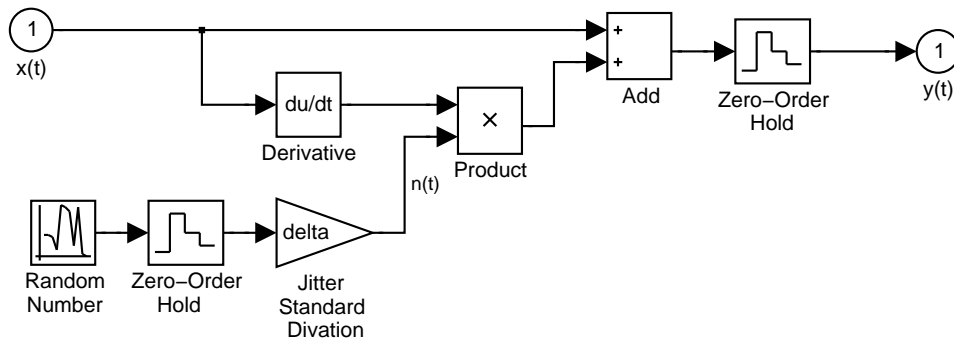 1
x(t)
du/dt
Derivative
×
Product
n(t)
+
+
Add
Zero−Order
Hold
1
y(t)
Random
Number
Zero−Order
Hold
delta
Jitter
Standard
Divation